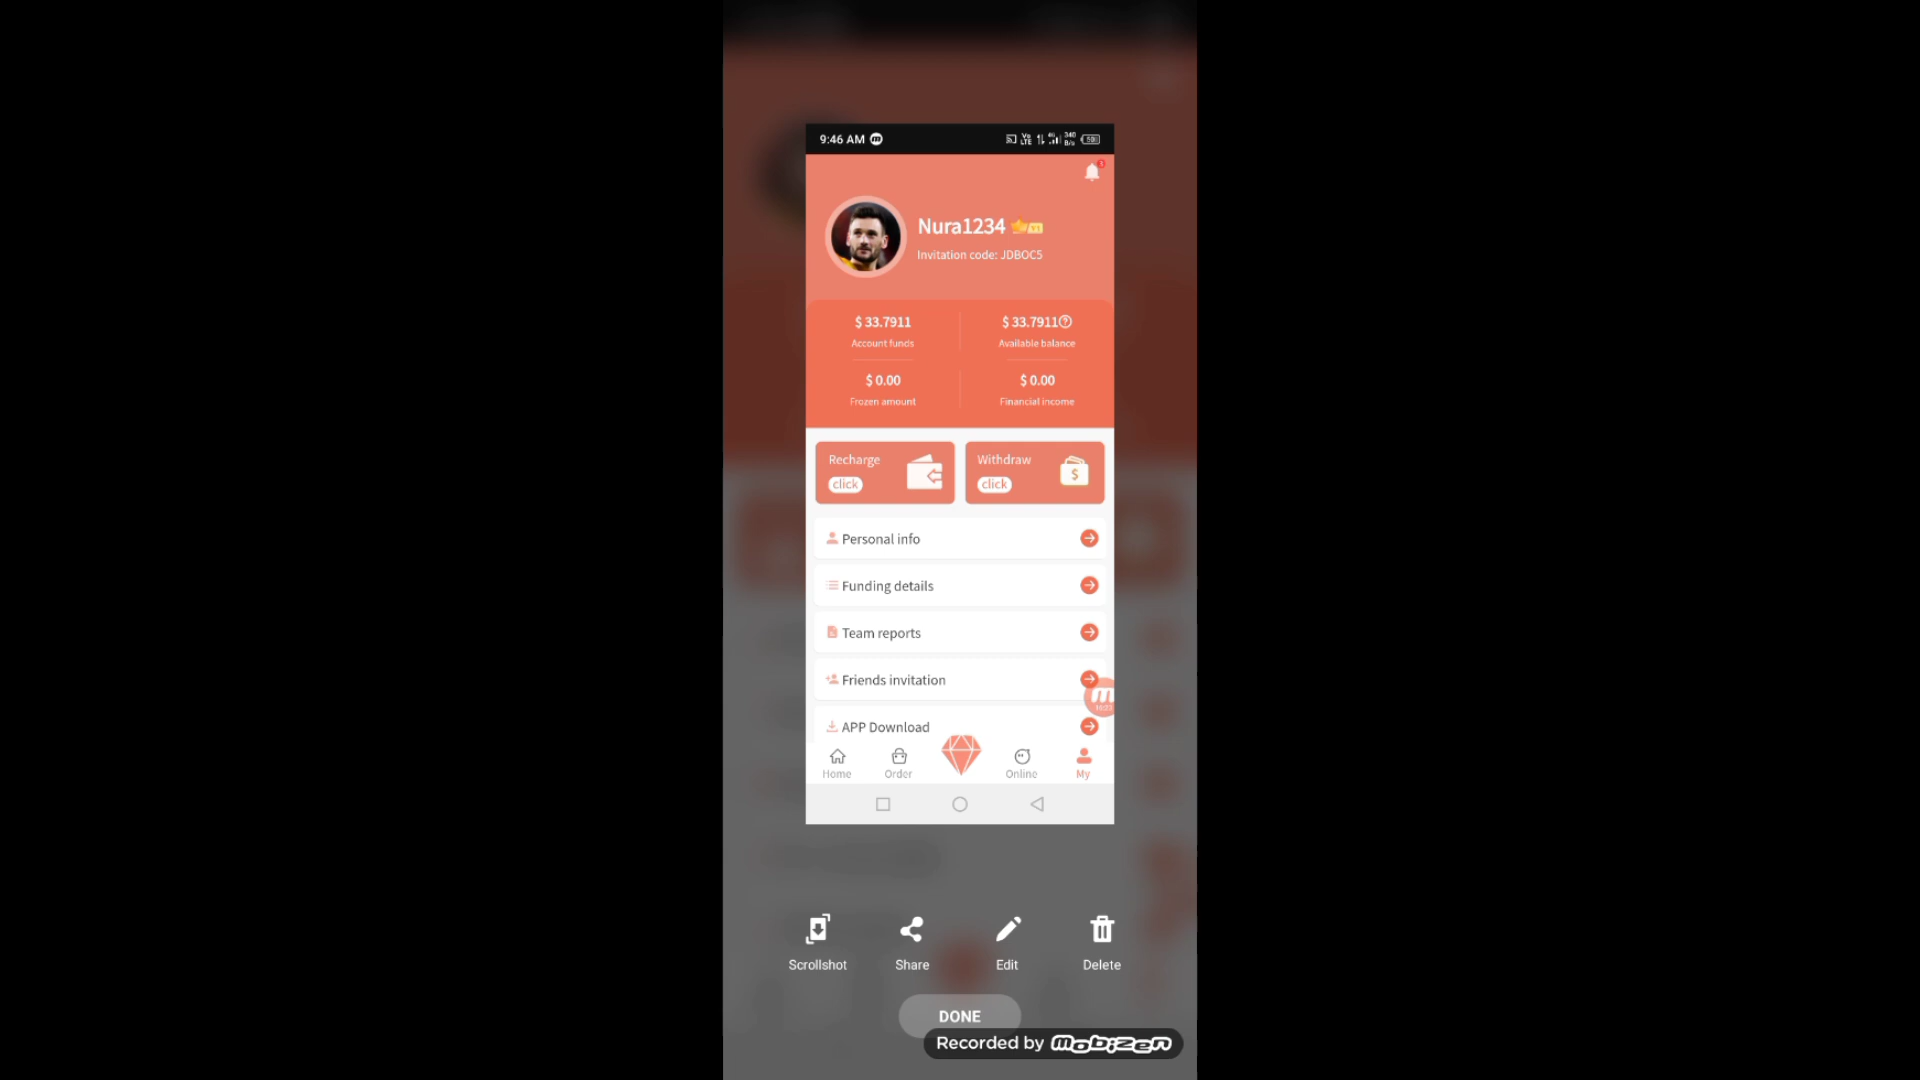 9:46 AM
Nura1234 V1
Invitation code: JDBOC5
$ 33.7911
$ 33.7911
Account funds
Available balance
$ 0.00
$ 0.00
Frozen amount
Financial income
Recharge
Withdraw
click
click
Personal info
Funding details
Team reports
Friends invitation
APP Download
Home
Order
Online
My
Scrollshot
Share
Edit
Delete
DONE
Recorded by mobizen